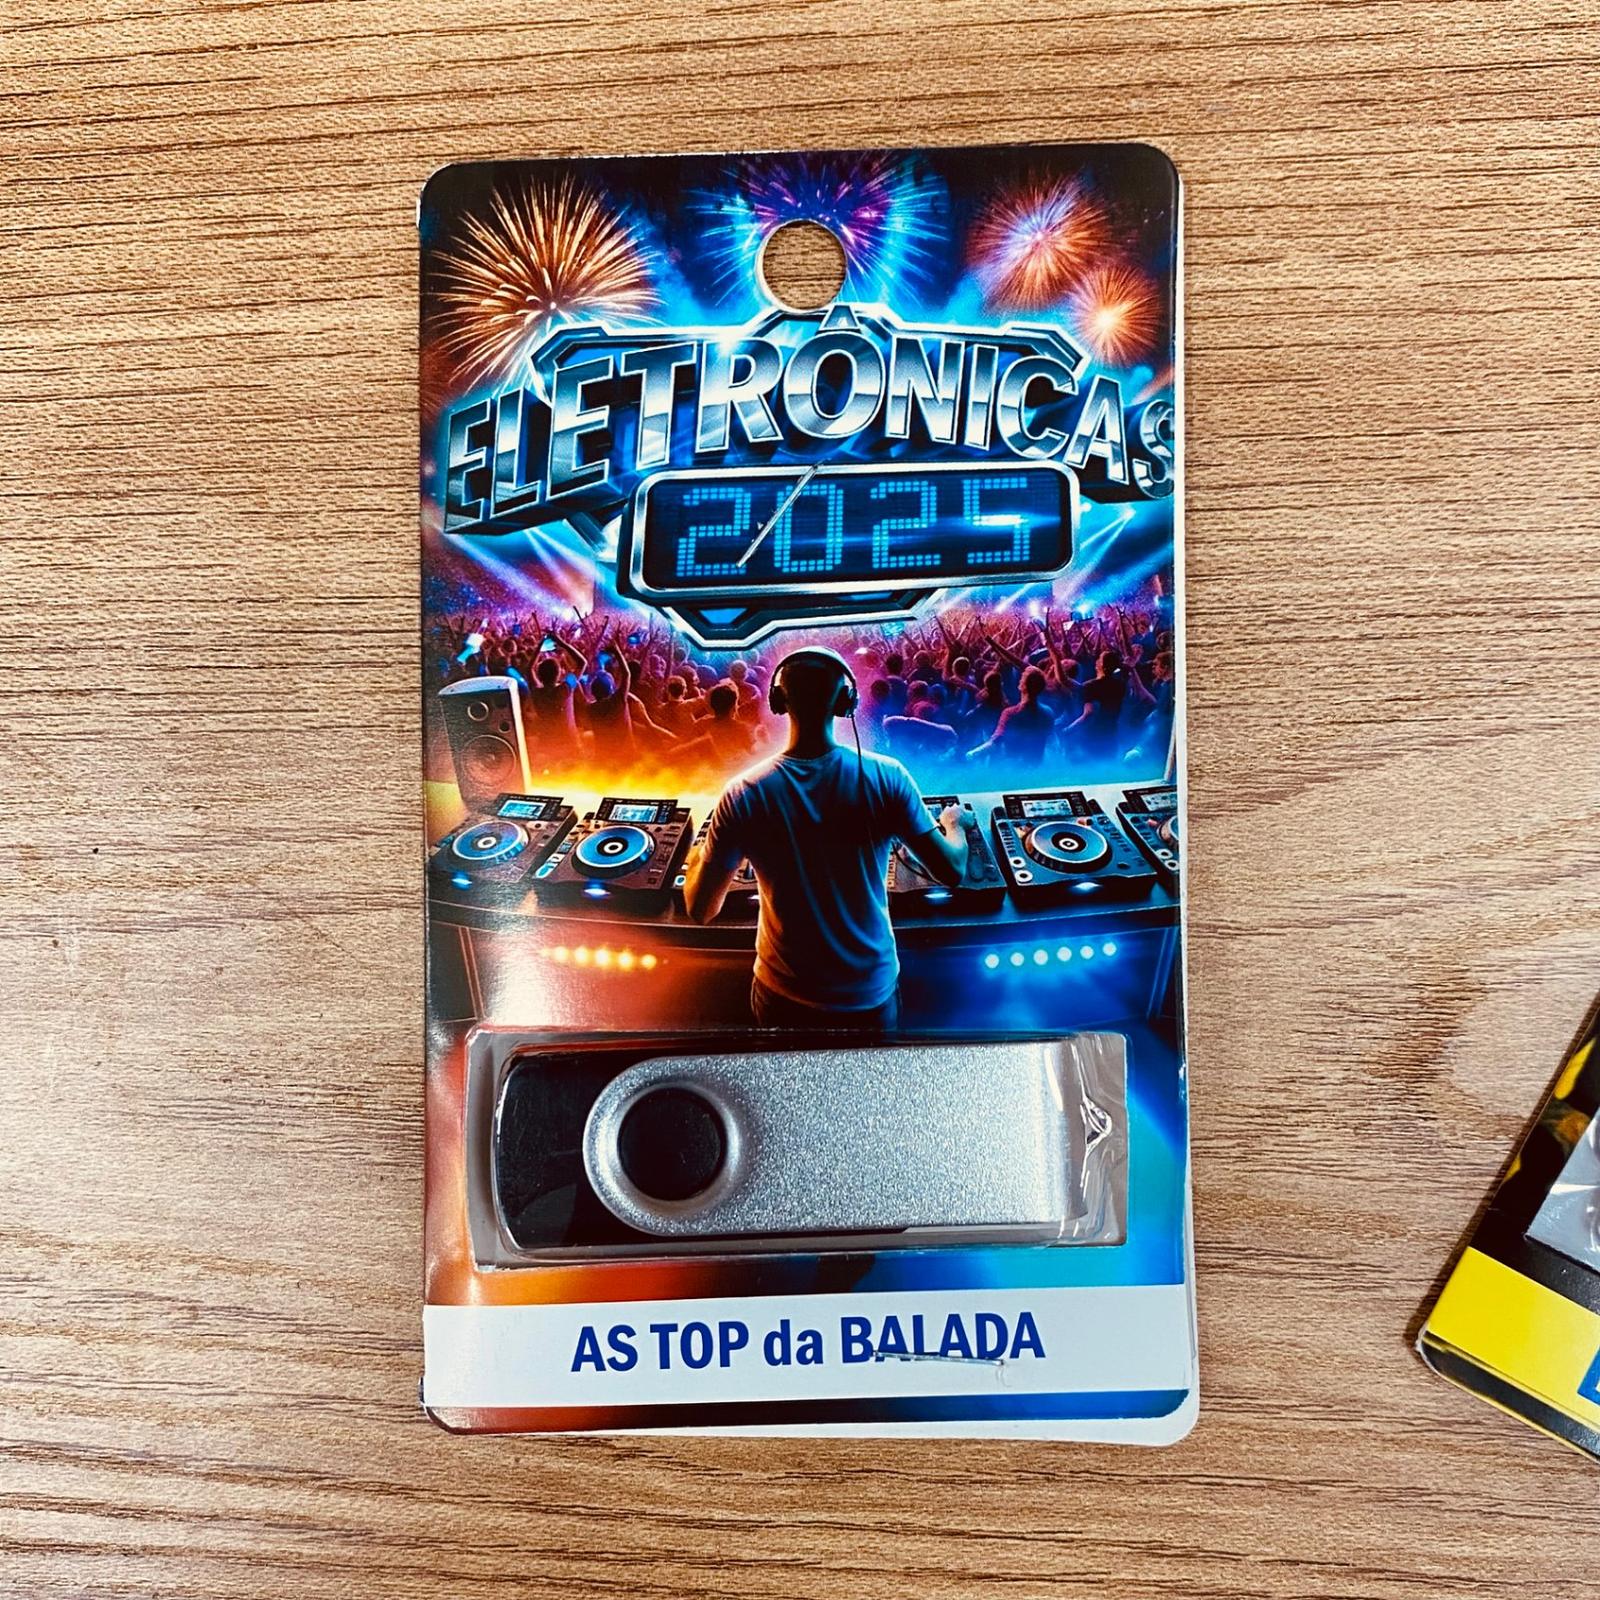 ELETRÔNICAS
2025
AS TOP da BALADA